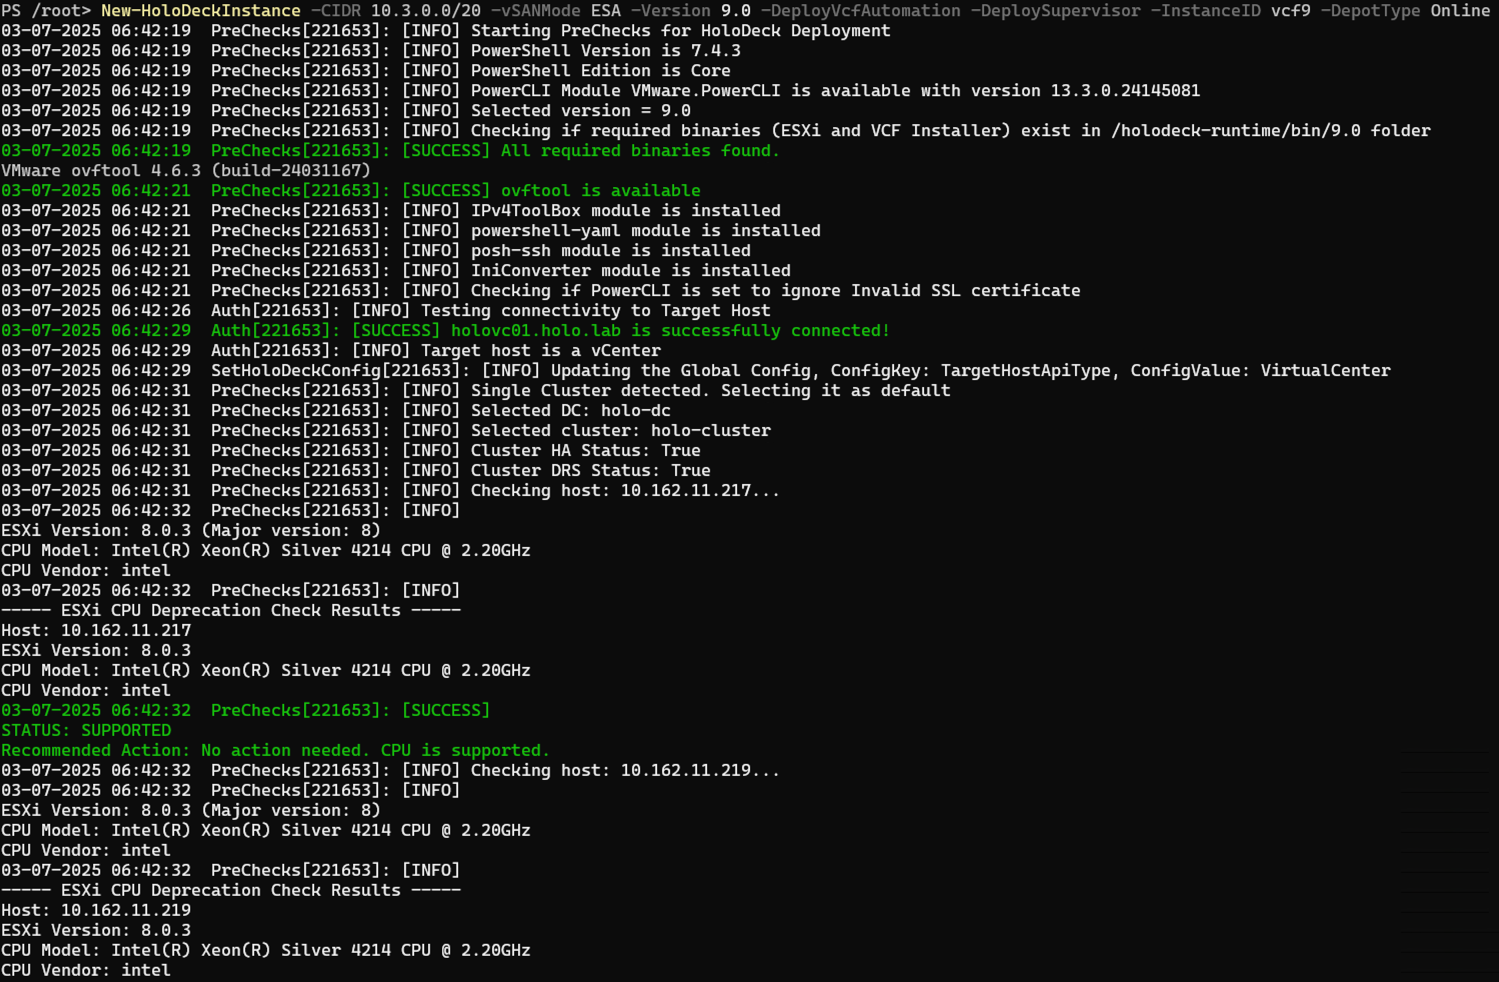 PS /root> New-HoloDeckInstance -CIDR 10.3.0.0/20 -vSANMode ESA -Version 9.0 -DeployVcfAutomation -DeploySupervisor -InstanceID vcf9 -DepotType Online
03-07-2025 06:42:19  PreChecks[221653]: [INFO] Starting PreChecks for HoloDeck Deployment
03-07-2025 06:42:19  PreChecks[221653]: [INFO] PowerShell Version is 7.4.3
03-07-2025 06:42:19  PreChecks[221653]: [INFO] PowerShell Edition is Core
03-07-2025 06:42:19  PreChecks[221653]: [INFO] PowerCLI Module VMware.PowerCLI is available with version 13.3.0.24145081
03-07-2025 06:42:19  PreChecks[221653]: [INFO] Selected version = 9.0
03-07-2025 06:42:19  PreChecks[221653]: [INFO] Checking if required binaries (ESXi and VCF Installer) exist in /holodeck-runtime/bin/9.0 folder
03-07-2025 06:42:19  PreChecks[221653]: [SUCCESS] All required binaries found.
VMware ovftool 4.6.3 (build-24031167)
03-07-2025 06:42:21  PreChecks[221653]: [SUCCESS] ovftool is available
03-07-2025 06:42:21  PreChecks[221653]: [INFO] IPv4ToolBox module is installed
03-07-2025 06:42:21  PreChecks[221653]: [INFO] powershell-yaml module is installed
03-07-2025 06:42:21  PreChecks[221653]: [INFO] posh-ssh module is installed
03-07-2025 06:42:21  PreChecks[221653]: [INFO] IniConverter module is installed
03-07-2025 06:42:21  PreChecks[221653]: [INFO] Checking if PowerCLI is set to ignore Invalid SSL certificate
03-07-2025 06:42:26  Auth[221653]: [INFO] Testing connectivity to Target Host
03-07-2025 06:42:29  Auth[221653]: [SUCCESS] holovc01.holo.lab is successfully connected!
03-07-2025 06:42:29  Auth[221653]: [INFO] Target host is a vCenter
03-07-2025 06:42:29  SetHoloDeckConfig[221653]: [INFO] Updating the Global Config, ConfigKey: TargetHostApiType, ConfigValue: VirtualCenter
03-07-2025 06:42:31  PreChecks[221653]: [INFO] Single Cluster detected. Selecting it as default
03-07-2025 06:42:31  PreChecks[221653]: [INFO] Selected DC: holo-dc
03-07-2025 06:42:31  PreChecks[221653]: [INFO] Selected cluster: holo-cluster
03-07-2025 06:42:31  PreChecks[221653]: [INFO] Cluster HA Status: True
03-07-2025 06:42:31  PreChecks[221653]: [INFO] Cluster DRS Status: True
03-07-2025 06:42:31  PreChecks[221653]: [INFO] Checking host: 10.162.11.217...
03-07-2025 06:42:32  PreChecks[221653]: [INFO]
ESXi Version: 8.0.3 (Major version: 8)
CPU Model: Intel(R) Xeon(R) Silver 4214 CPU @ 2.20GHz
CPU Vendor: intel
03-07-2025 06:42:32  PreChecks[221653]: [INFO]
----- ESXi CPU Deprecation Check Results -----
Host: 10.162.11.217
ESXi Version: 8.0.3
CPU Model: Intel(R) Xeon(R) Silver 4214 CPU @ 2.20GHz
CPU Vendor: intel
03-07-2025 06:42:32  PreChecks[221653]: [SUCCESS]
STATUS: SUPPORTED
Recommended Action: No action needed. CPU is supported.
03-07-2025 06:42:32  PreChecks[221653]: [INFO] Checking host: 10.162.11.219...
03-07-2025 06:42:32  PreChecks[221653]: [INFO]
ESXi Version: 8.0.3 (Major version: 8)
CPU Model: Intel(R) Xeon(R) Silver 4214 CPU @ 2.20GHz
CPU Vendor: intel
03-07-2025 06:42:32  PreChecks[221653]: [INFO]
----- ESXi CPU Deprecation Check Results -----
Host: 10.162.11.219
ESXi Version: 8.0.3
CPU Model: Intel(R) Xeon(R) Silver 4214 CPU @ 2.20GHz
CPU Vendor: intel